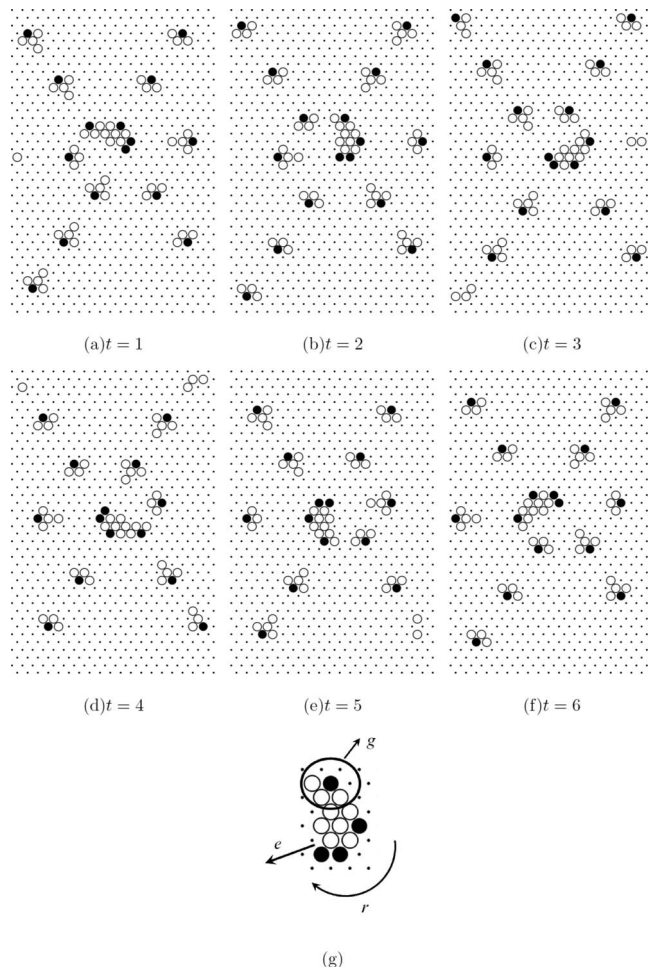 (a)t = 1
(b)t = 2
(c)t = 3
(d)t = 4
(e)t = 5
(f)t = 6
g
e
r
(g)